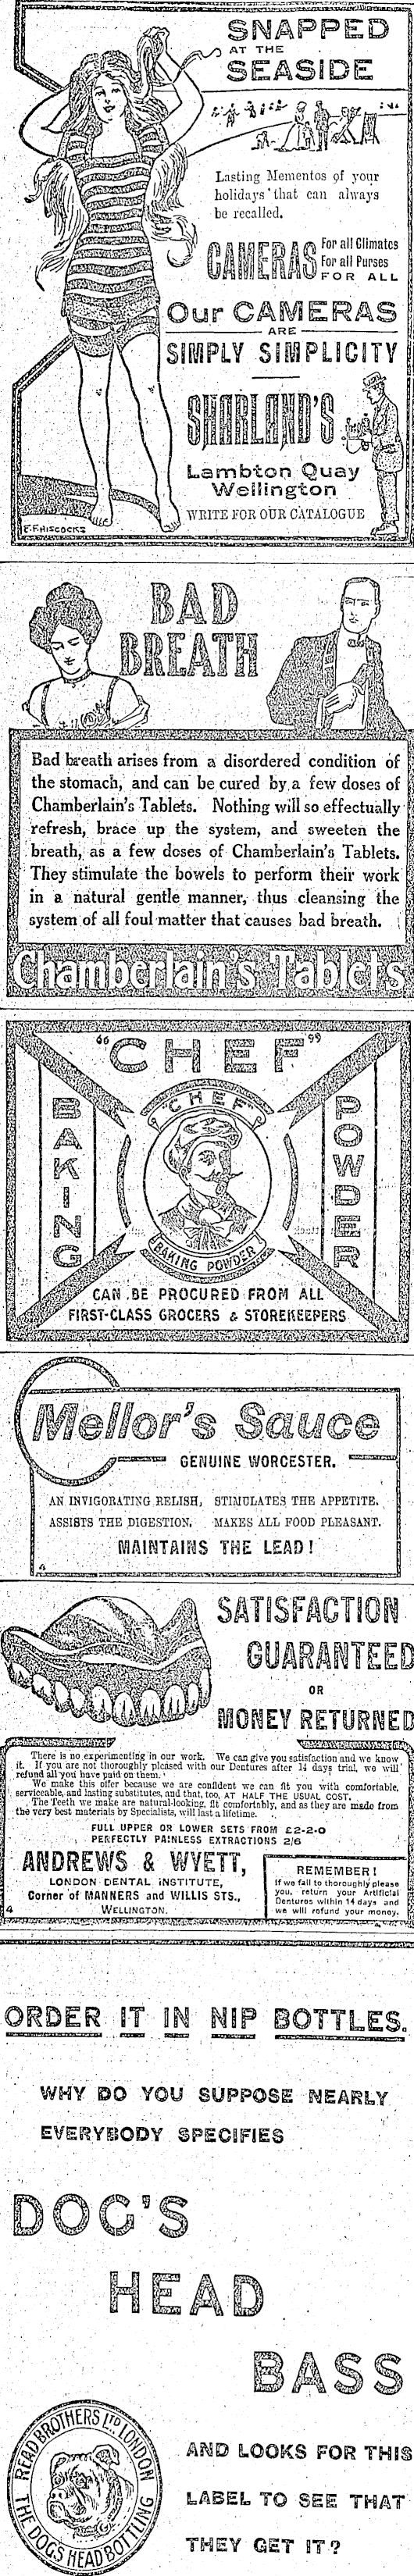 SNAPPED
AT THE
SEASIDE
Lasting Mementos of your
holidays that can always
be recalled.
CAMERAS
For all Climates
For all Purses
FOR ALL
Our CAMERAS
ARE
SIMPLY SIMPLICITY
SHARLAND'S
Lambton Quay
Wellington
WRITE FOR OUR CATALOGUE
E.F.HISCOCKS
BAD
BREATH
Bad breath arises from a disordered condition of
the stomach, and can be cured by a few doses of
Chamberlain's Tablets. Nothing will so effectually
refresh, brace up the system, and sweeten the
breath, as a few doses of Chamberlain's Tablets.
They stimulate the bowels to perform their work
in a natural gentle manner, thus cleansing the
system of all foul matter that causes bad breath.
Chamberlain's Tablets
"CHEF"
BAKING
"CHEF"
BAKING POWDER
POWDER
CAN BE PROCURED FROM ALL
FIRST-CLASS GROCERS & STOREKEEPERS
Mellor's Sauce
GENUINE WORCESTER.
AN INVIGORATING RELISH, STIMULATES THE APPETITE.
ASSISTS THE DIGESTION, MAKES ALL FOOD PLEASANT.
MAINTAINS THE LEAD!
4
SATISFACTION
GUARANTEED
OR
MONEY RETURNED
There is no experimenting in our work. We can give you satisfaction and we know
it. If you are not thoroughly pleased with our Dentures after 14 days trial, we will
refund all you have paid on them.
We make this offer because we are confident we can fit you with comfortable,
serviceable, and lasting substitutes, and that, too, AT HALF THE USUAL COST.
The Teeth we make are natural-looking, fit comfortably, and as they are made from
the very best materials by Specialists, will last a lifetime.
FULL UPPER OR LOWER SETS FROM £2-2-0
PERFECTLY PAINLESS EXTRACTIONS 2/6
ANDREWS & WYETT,
LONDON DENTAL INSTITUTE,
Corner of MANNERS and WILLIS STS.,
WELLINGTON.
4
REMEMBER!
If we fail to thoroughly please
you, return your Artificial
Dentures within 14 days and
we will refund your money.
ORDER IT IN NIP BOTTLES.
WHY DO YOU SUPPOSE NEARLY
EVERYBODY SPECIFIES
DOG'S
HEAD
BASS
READ BROTHERS LTD LONDON
THE DOGS HEAD BOTTLING
AND LOOKS FOR THIS
LABEL TO SEE THAT
THEY GET IT?